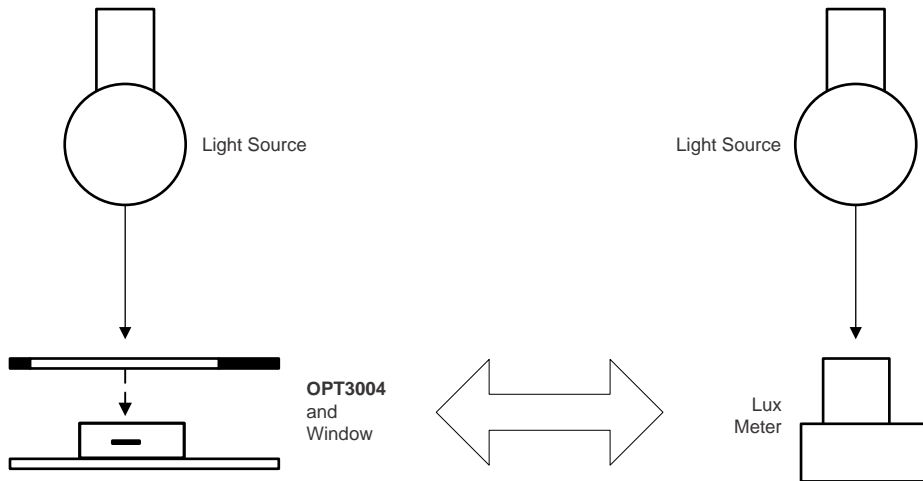 Light Source
Light Source
OPT3004
and
Window
Lux
Meter